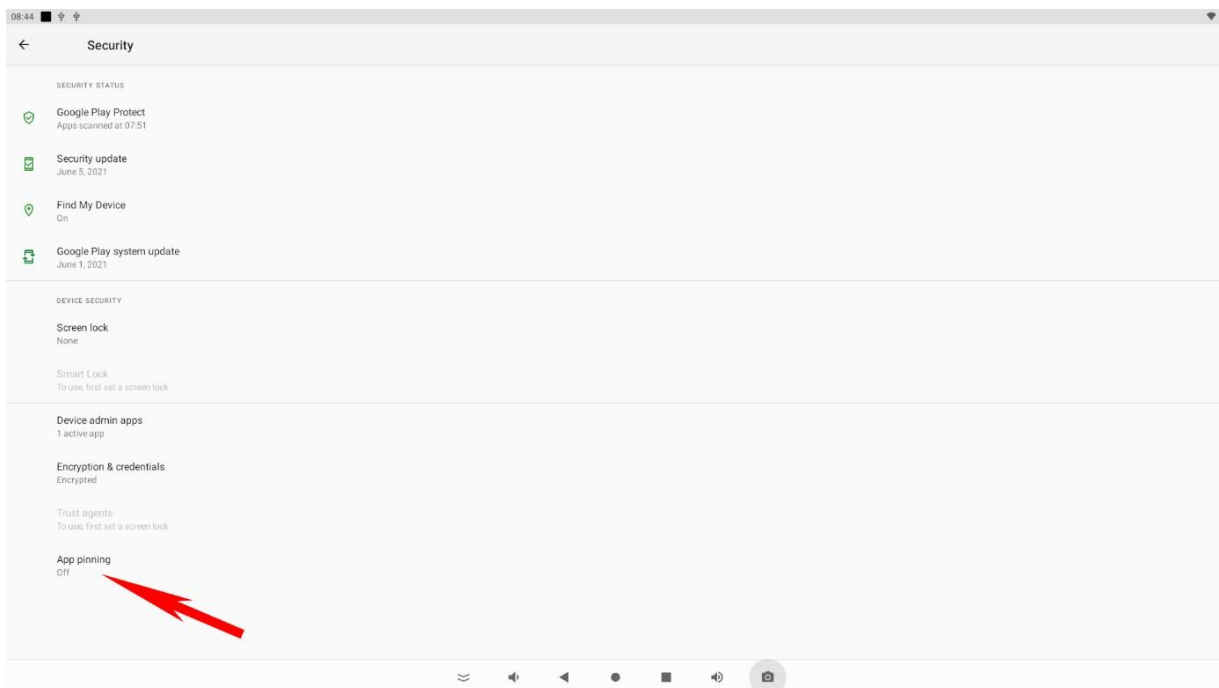 08:44
Security
SECURITY STATUS
Google Play Protect
Apps scanned at 07:51
Security update
June 5, 2021
Find My Device
On
Google Play system update
June 1, 2021
DEVICE SECURITY
Screen lock
None
Smart Lock
To use, first set a screen lock
Device admin apps
1 active app
Encryption & credentials
Encrypted
Trust agents
To use, first set a screen lock
App pinning
Off